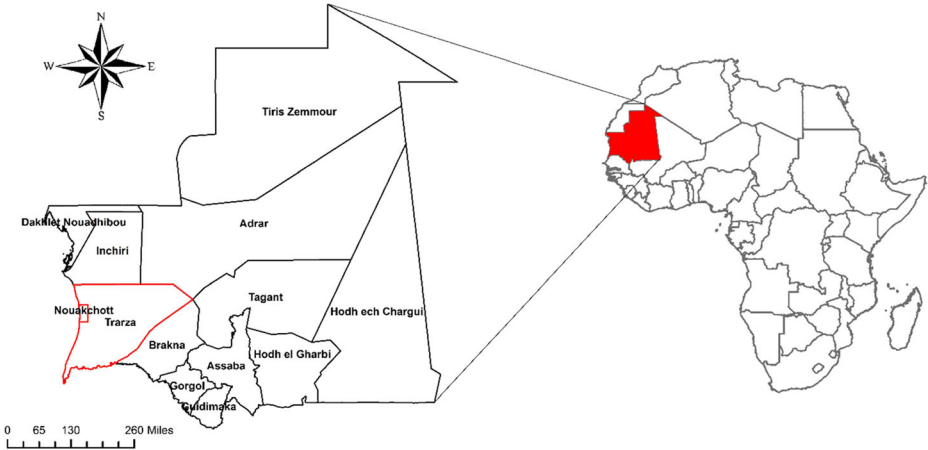 N
W E
S
Tiris Zemmour
Dakhlet Nouadhibou
Adrar
Inchiri
Tagant
Nouakchott
Hodh ech Chargui
Trarza
Brakna
Hodh el Gharbi
Assaba
Gorgol
Guidimaka
0 65 130 260 Miles